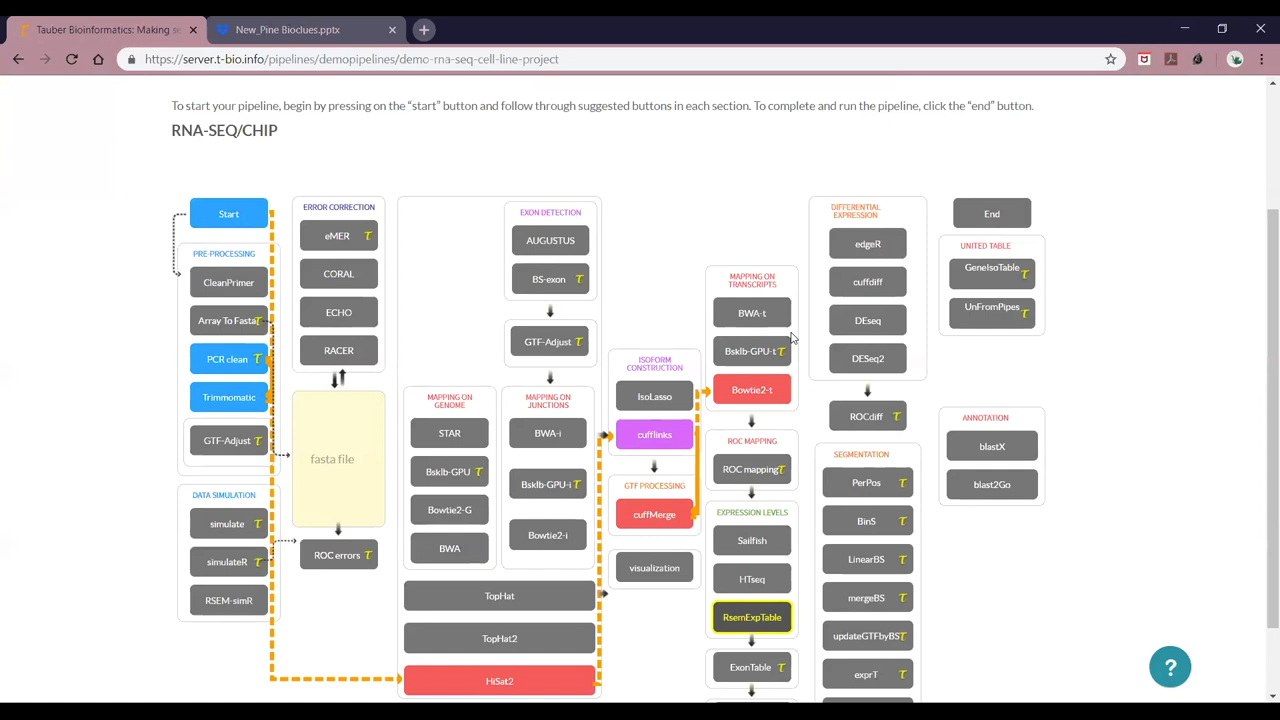 Tauber Bioinformatics: Making se
New_Pine Bioclues.pptx
https://server.t-bio.info/pipelines/demopipelines/demo-rna-seq-cell-line-project
To start your pipeline, begin by pressing on the “start” button and follow through suggested buttons in each section. To complete and run the pipeline, click the “end” button.
RNA-SEQ/CHIP
Start
PRE-PROCESSING
CleanPrimer
Array To Fasta τ
PCR clean τ
Trimmomatic
GTF-Adjust τ
DATA SIMULATION
simulate τ
simulateR τ
RSEM-simR
ERROR CORRECTION
eMER τ
CORAL
ECHO
RACER
fasta file
ROC errors τ
EXON DETECTION
AUGUSTUS
BS-exon τ
GTF-Adjust τ
MAPPING ON
GENOME
STAR
Bsklb-GPU τ
Bowtie2-G
BWA
MAPPING ON
JUNCTIONS
BWA-i
Bsklb-GPU-i τ
Bowtie2-i
TopHat
TopHat2
HiSat2
ISOFORM
CONSTRUCTION
IsoLasso
cufflinks
GTF PROCESSING
cuffMerge
visualization
MAPPING ON
TRANSCRIPTS
BWA-t
Bsklb-GPU-t τ
Bowtie2-t
ROC MAPPING
ROC mapping τ
EXPRESSION LEVELS
Sailfish
HTseq
RsemExpTable
ExonTable τ
DIFFERENTIAL
EXPRESSION
edgeR
cuffdiff
DEseq
DESeq2
ROCdiff τ
SEGMENTATION
PerPos τ
BinS τ
LinearBS τ
mergeBS τ
updateGTFbyBS τ
exprT τ
End
UNITED TABLE
GeneIsoTable τ
UnFromPipes τ
ANNOTATION
blastX
blast2Go
?